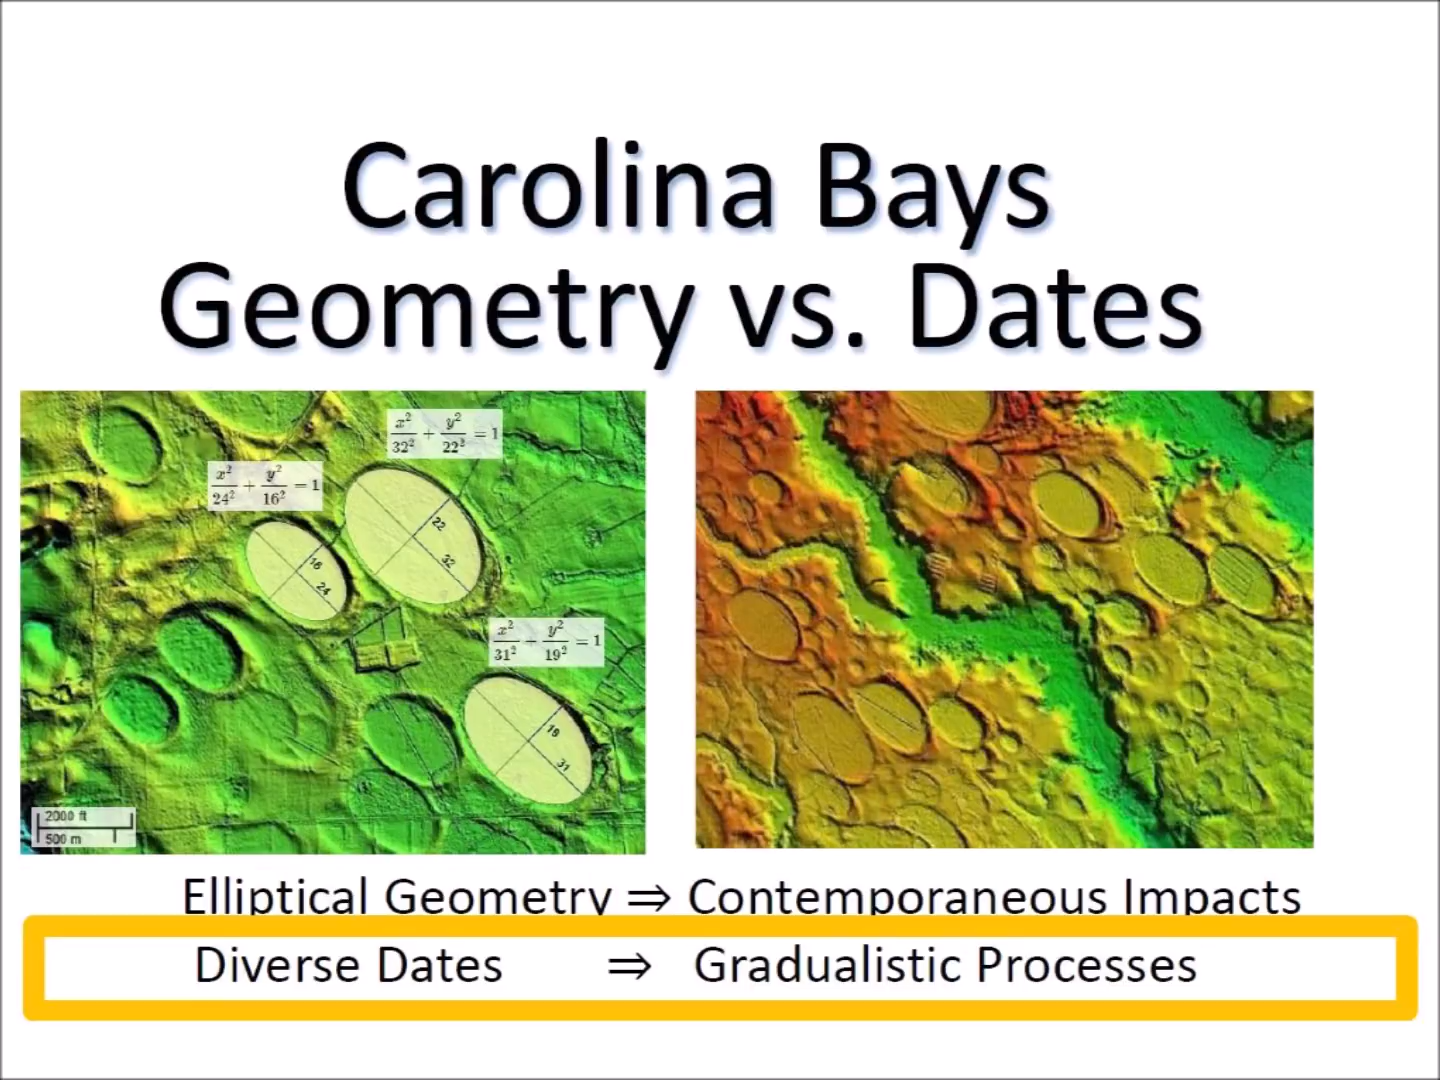 Carolina Bays
Geometry vs. Dates
x²/32² + y²/22² = 1
x²/24² + y²/16² = 1
22
32
16
24
x²/31² + y²/19² = 1
19
31
2000 ft
500 m
Elliptical Geometry ⇒ Contemporaneous Impacts
Diverse Dates ⇒ Gradualistic Processes